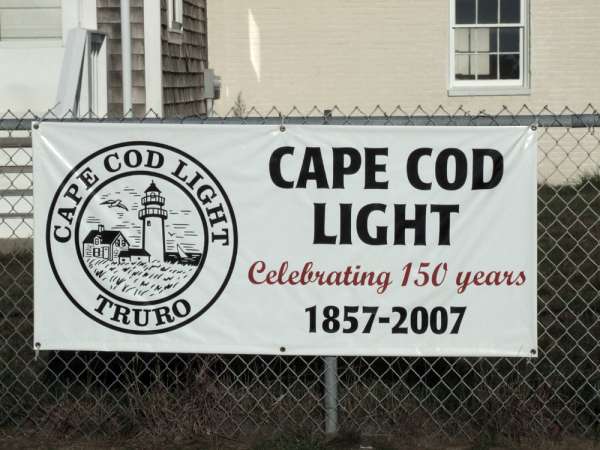 CAPE COD LIGHT
TRURO
CAPE COD
LIGHT
Celebrating 150 years
1857-2007